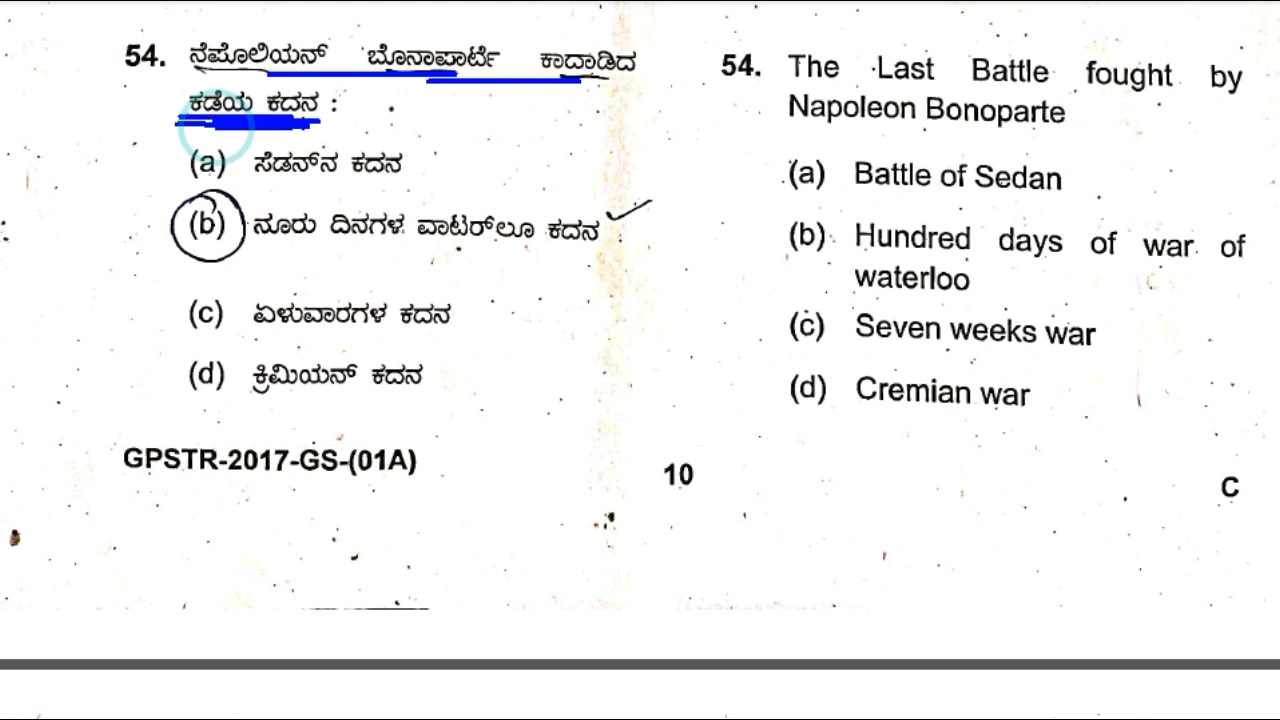 54. ನೆಪೋಲಿಯನ್ ಬೊನಾಪಾರ್ಟೆ ಕಾದಾಡಿದ
ಕಡೆಯ ಕದನ :
(a) ಸೆಡನ್‌ನ ಕದನ
(b) ನೂರು ದಿನಗಳ ವಾಟರ್‌ಲೂ ಕದನ
(c) ಏಳುವಾರಗಳ ಕದನ
(d) ಕ್ರಿಮಿಯನ್ ಕದನ
54. The Last Battle fought by
Napoleon Bonoparte
(a) Battle of Sedan
(b) Hundred days of war of
waterloo
(c) Seven weeks war
(d) Cremian war
GPSTR-2017-GS-(01A)
10
C